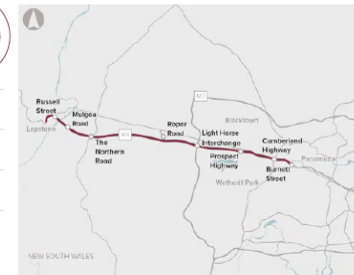 M7
Russell
Street
Mulgoa
Road
Lapstone
The
Northern
Road
M4
Roper
Road
Blacktown
Light Horse
Interchange
Cumberland
Highway
Prospect
Highway
Parramatta
Burnett
Street
Wetherill Park
NEW SOUTH WALES